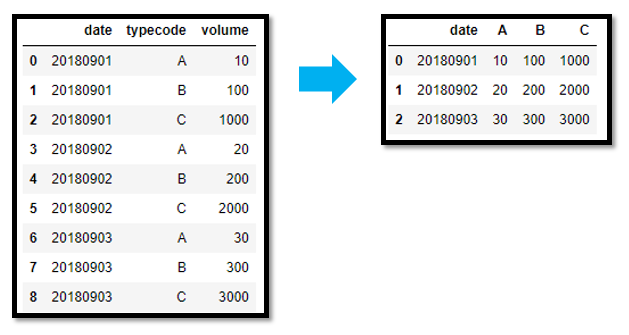 date typecode volume
0 20180901 A 10
1 20180901 B 100
2 20180901 C 1000
3 20180902 A 20
4 20180902 B 200
5 20180902 C 2000
6 20180903 A 30
7 20180903 B 300
8 20180903 C 3000
date A B C
0 20180901 10 100 1000
1 20180902 20 200 2000
2 20180903 30 300 3000